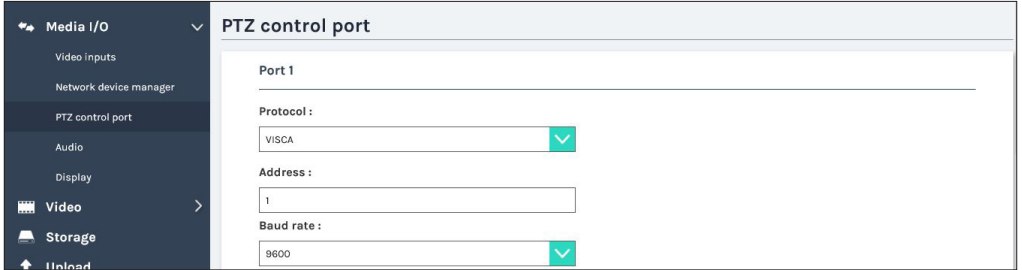 Media I/O
Video inputs
Network device manager
PTZ control port
Audio
Display
Video
Storage
Upload
PTZ control port
Port 1
Protocol :
VISCA
Address :
1
Baud rate :
9600